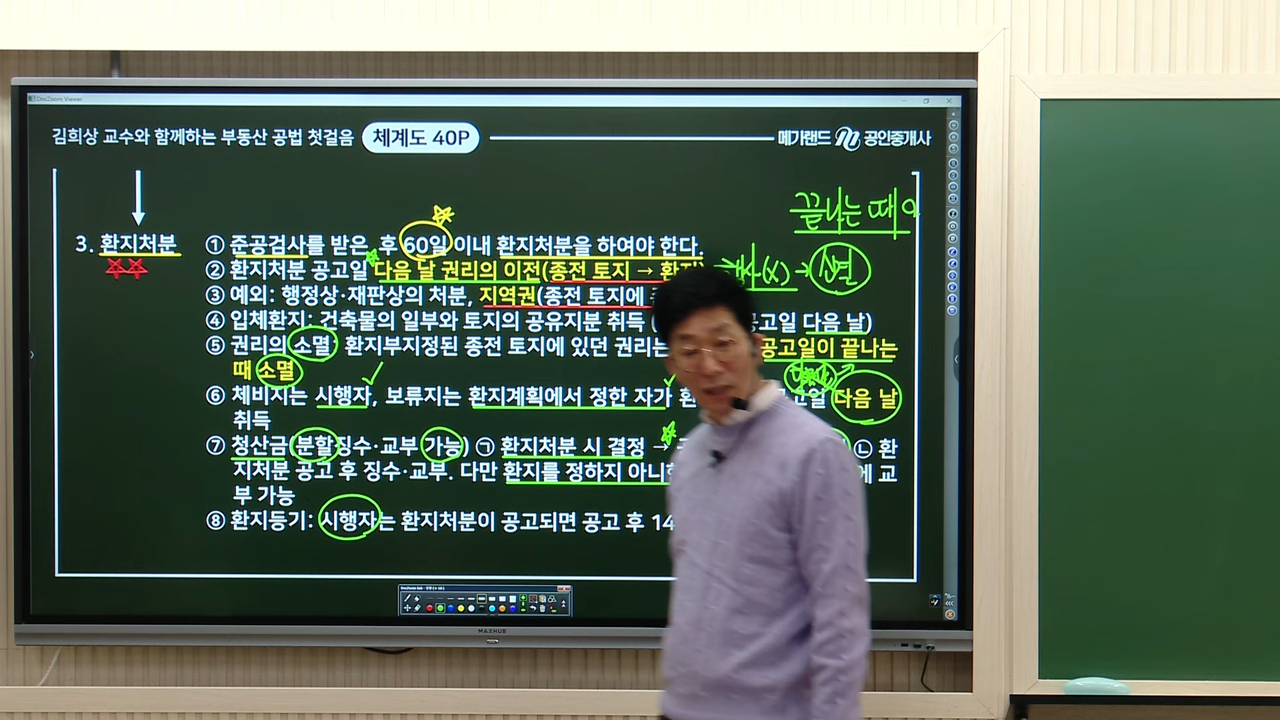 DocZoom Viewer
김희상 교수와 함께하는 부동산 공법 첫걸음 체계도 40P 메가랜드 공인중개사
끝나는 때에
3. 환지처분
① 준공검사를 받은 후 60일 이내 환지처분을 하여야 한다.
② 환지처분 공고일 다음 날 권리의 이전(종전 토지 → 환지) (x) → 소멸
③ 예외: 행정상·재판상의 처분, 지역권(종전 토지에
④ 입체환지: 건축물의 일부와 토지의 공유지분 취득 ( 공고일 다음 날)
⑤ 권리의 소멸 환지부지정된 종전 토지에 있던 권리는 공고일이 끝나는
때 소멸
⑥ 체비지는 시행자, 보류지는 환지계획에서 정한 자가 환 다음 날
취득
⑦ 청산금(분할징수·교부 가능) ㉠ 환지처분 시 결정 → ㉡ 환
지처분 공고 후 징수·교부. 다만 환지를 정하지 아니 에 교
부 가능
⑧ 환지등기: 시행자는 환지처분이 공고되면 공고 후 14
MAXHUB